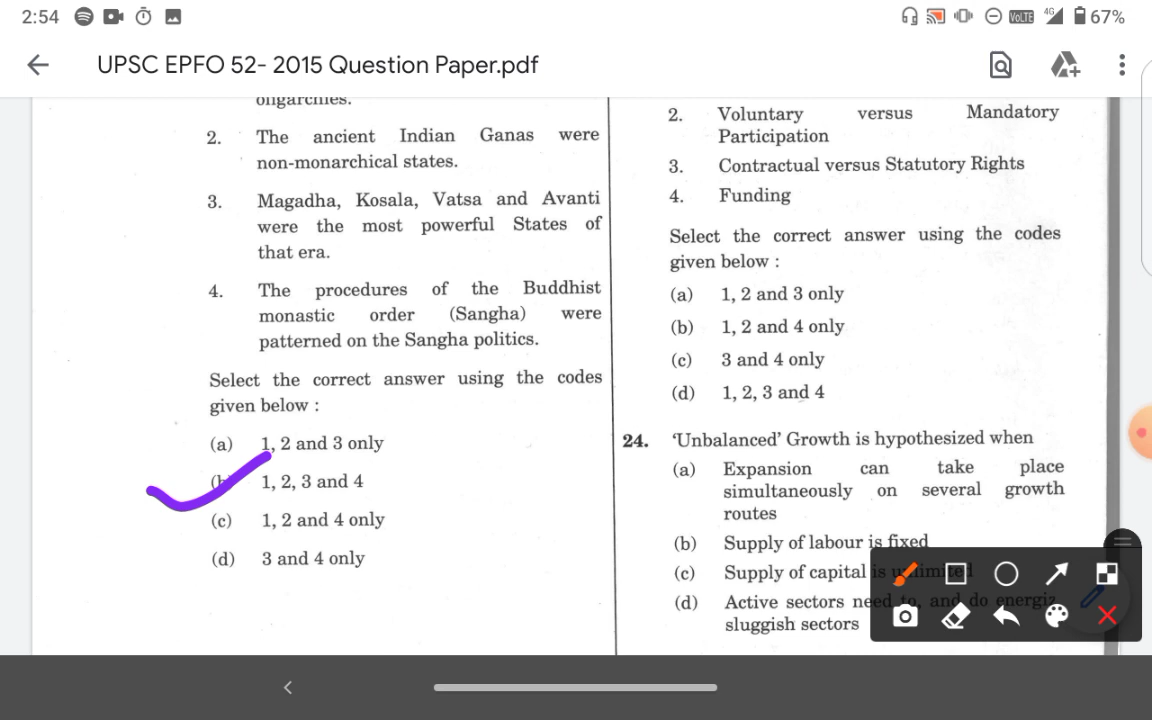 2:54
VoLTE 4G 67%
UPSC EPFO 52- 2015 Question Paper.pdf
oligarchies.
2. The ancient Indian Ganas were
non-monarchical states.
3. Magadha, Kosala, Vatsa and Avanti
were the most powerful States of
that era.
4. The procedures of the Buddhist
monastic order (Sangha) were
patterned on the Sangha politics.
Select the correct answer using the codes
given below :
(a) 1, 2 and 3 only
(b) 1, 2, 3 and 4
(c) 1, 2 and 4 only
(d) 3 and 4 only
2. Voluntary versus Mandatory
Participation
3. Contractual versus Statutory Rights
4. Funding
Select the correct answer using the codes
given below :
(a) 1, 2 and 3 only
(b) 1, 2 and 4 only
(c) 3 and 4 only
(d) 1, 2, 3 and 4
24. ‘Unbalanced’ Growth is hypothesized when
(a) Expansion can take place
simultaneously on several growth
routes
(b) Supply of labour is fixed
(c) Supply of capital is unlimited
(d) Active sectors need to, and do energiz
sluggish sectors